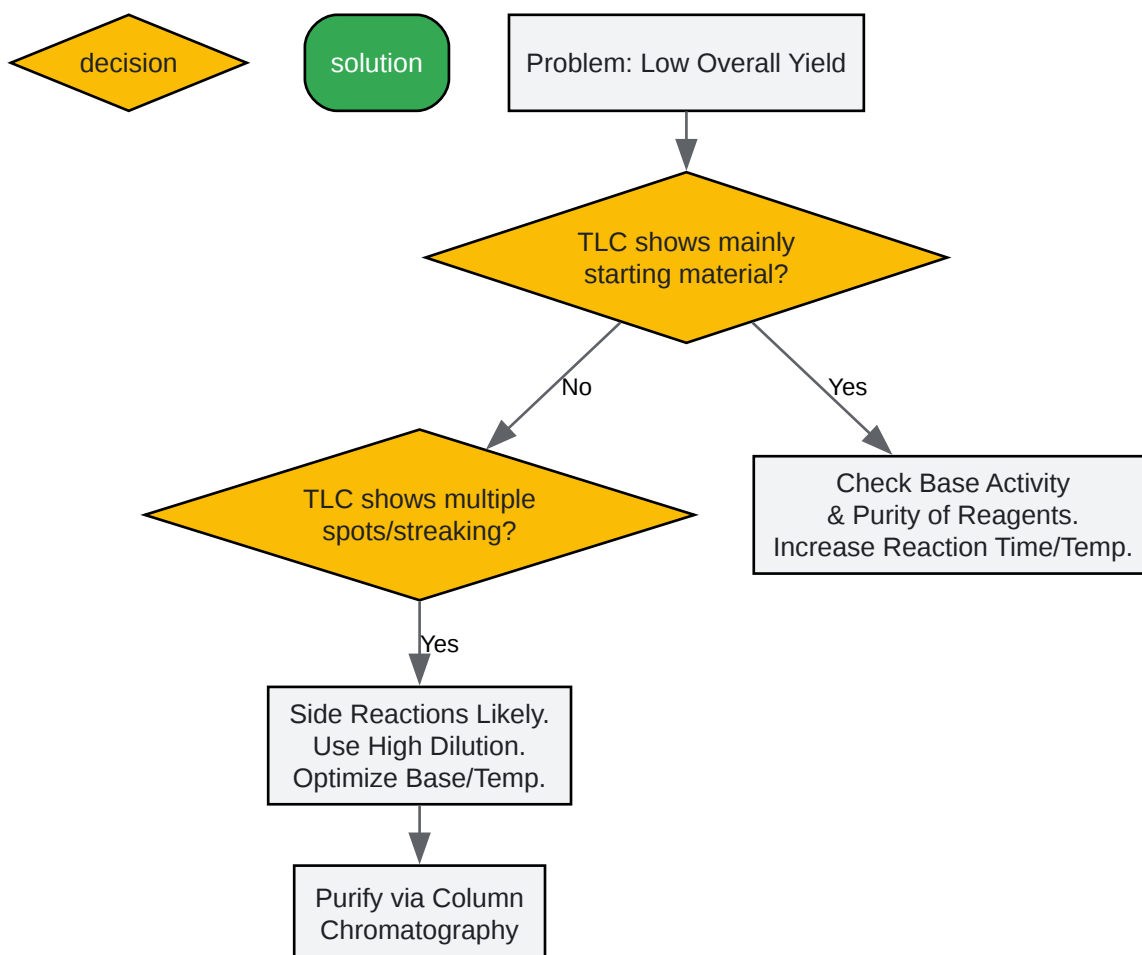 decision
solution
Problem: Low Overall Yield
TLC shows mainly
starting material?
No
Yes
TLC shows multiple
spots/streaking?
Check Base Activity
& Purity of Reagents.
Increase Reaction Time/Temp.
Yes
Side Reactions Likely.
Use High Dilution.
Optimize Base/Temp.
Purify via Column
Chromatography